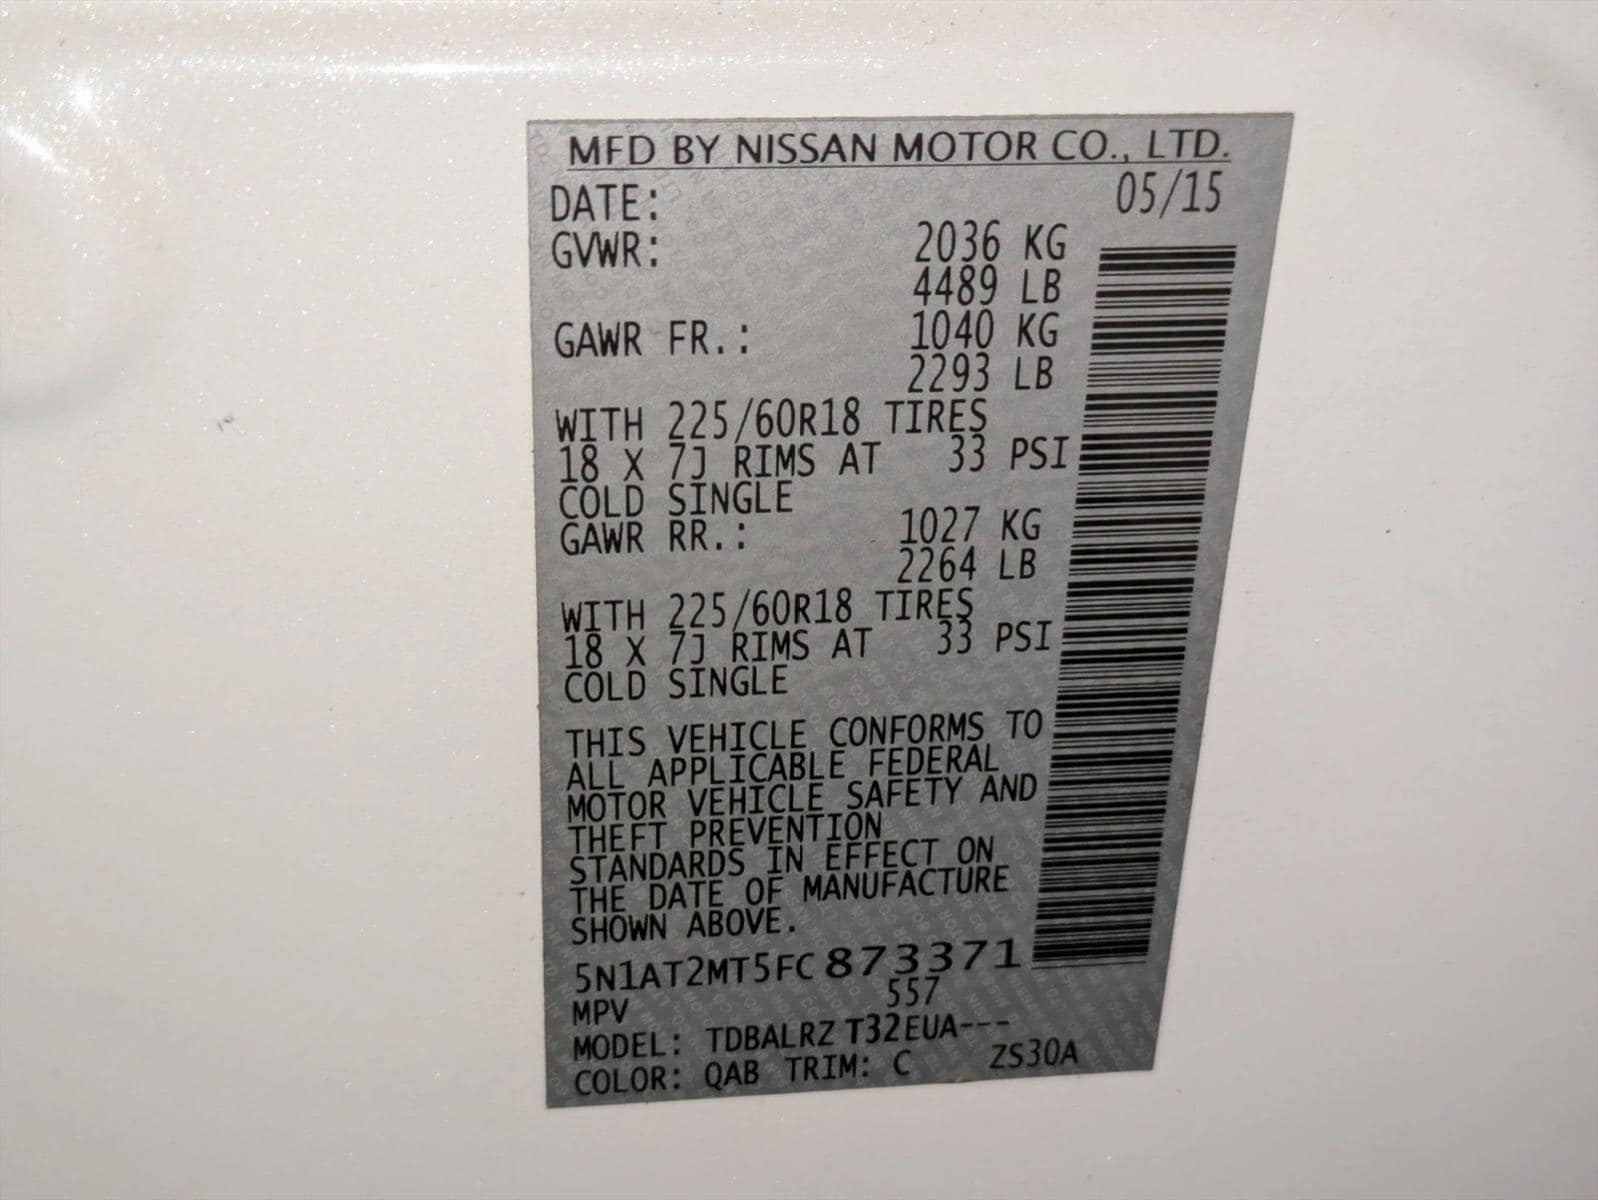 MFD BY NISSAN MOTOR CO., LTD.
DATE: 05/15
GVWR: 2036 KG
4489 LB
GAWR FR.: 1040 KG
2293 LB
WITH 225/60R18 TIRES
18 X 7J RIMS AT 33 PSI
COLD SINGLE
GAWR RR.: 1027 KG
2264 LB
WITH 225/60R18 TIRES
18 X 7J RIMS AT 33 PSI
COLD SINGLE
THIS VEHICLE CONFORMS TO
ALL APPLICABLE FEDERAL
MOTOR VEHICLE SAFETY AND
THEFT PREVENTION
STANDARDS IN EFFECT ON
THE DATE OF MANUFACTURE
SHOWN ABOVE.
5N1AT2MT5FC873371
MPV 557
MODEL: TDBALRZ T32EUA---
COLOR: QAB TRIM: C ZS30A